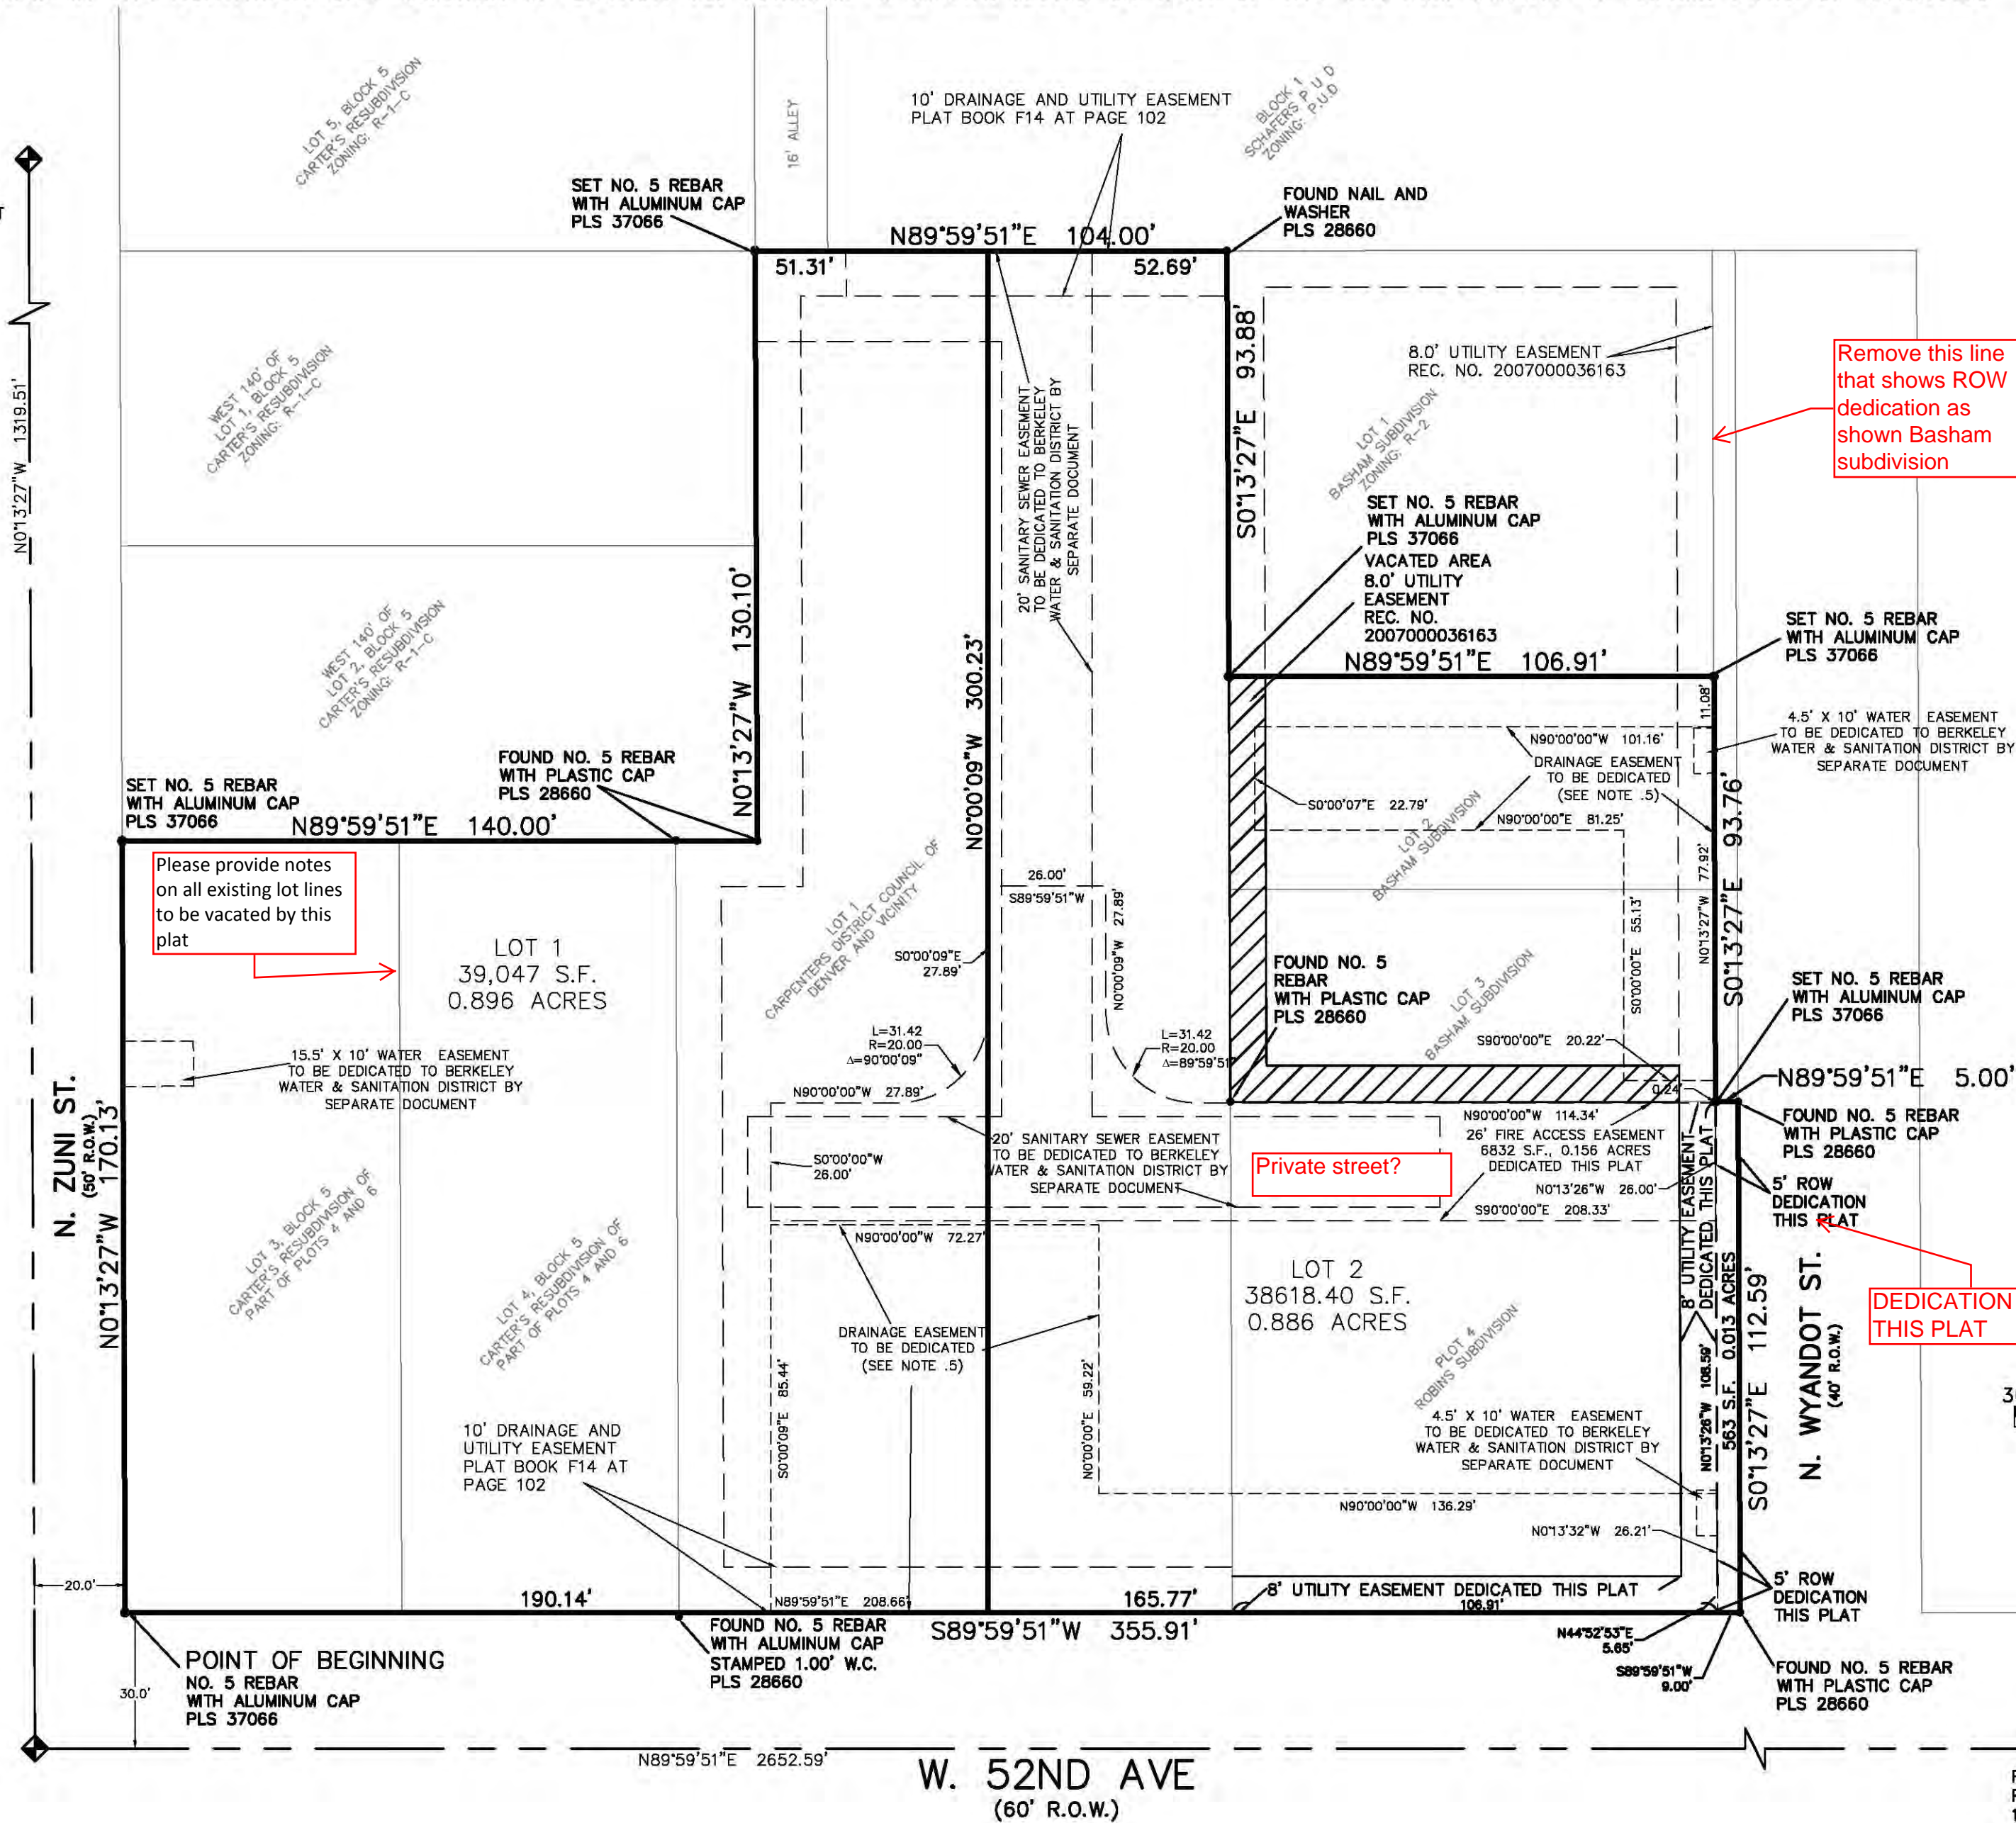 LOT 5, BLOCK 5
CARTER'S RESUBDIVISION
ZONING: R-1-C
16' ALLEY
10' DRAINAGE AND UTILITY EASEMENT
PLAT BOOK F14 AT PAGE 102
BLOCK 1
SCHAFERS P U D
ZONING: P.U.D
SET NO. 5 REBAR
WITH ALUMINUM CAP
PLS 37066
FOUND NAIL AND
WASHER
PLS 28660
N89°59'51"E 104.00'
51.31'
52.69'
N0°13'27"W 1319.51'
WEST 140' OF
LOT 1, BLOCK 5
CARTER'S RESUBDIVISION
ZONING: R-1-C
S0°13'27"E 93.88'
8.0' UTILITY EASEMENT
REC. NO. 2007000036163
Remove this line
that shows ROW
dedication as
shown Basham
subdivision
20' SANITARY SEWER EASEMENT
TO BE DEDICATED TO BERKELEY
WATER & SANITATION DISTRICT BY
SEPARATE DOCUMENT
LOT 1
BASHAM SUBDIVISION
ZONING: R-2
SET NO. 5 REBAR
WITH ALUMINUM CAP
PLS 37066
VACATED AREA
8.0' UTILITY
EASEMENT
REC. NO.
2007000036163
N89°59'51"E 106.91'
SET NO. 5 REBAR
WITH ALUMINUM CAP
PLS 37066
WEST 140' OF
LOT 2, BLOCK 5
CARTER'S RESUBDIVISION
ZONING: R-1-C
N0°13'27"W 130.10'
N0°00'09"W 300.23'
11.08'
4.5' X 10' WATER EASEMENT
TO BE DEDICATED TO BERKELEY
WATER & SANITATION DISTRICT BY
SEPARATE DOCUMENT
N90°00'00"W 101.16'
DRAINAGE EASEMENT
TO BE DEDICATED
(SEE NOTE .5)
S0°00'07"E 22.79'
N90°00'00"E 81.25'
LOT 2
BASHAM SUBDIVISION
S0°13'27"E 93.76'
N0°13'27"W 77.92'
FOUND NO. 5 REBAR
WITH PLASTIC CAP
PLS 28660
SET NO. 5 REBAR
WITH ALUMINUM CAP
PLS 37066
N89°59'51"E 140.00'
Please provide notes
on all existing lot lines
to be vacated by this
plat
LOT 1
39,047 S.F.
0.896 ACRES
LOT 1
CARPENTERS DISTRICT COUNCIL OF
DENVER AND VICINITY
26.00'
S89°59'51"W
N0°00'09"W 27.89'
S0°00'09"E
27.89'
S0°00'00"E 55.13'
FOUND NO. 5
REBAR
WITH PLASTIC CAP
PLS 28660
LOT 3
BASHAM SUBDIVISION
SET NO. 5 REBAR
WITH ALUMINUM CAP
PLS 37066
L=31.42
R=20.00
Δ=90°00'09"
L=31.42
R=20.00
Δ=89°59'51"
S90°00'00"E 20.22'
15.5' X 10' WATER EASEMENT
TO BE DEDICATED TO BERKELEY
WATER & SANITATION DISTRICT BY
SEPARATE DOCUMENT
N90°00'00"W 27.89'
0.24'
N89°59'51"E 5.00'
N. ZUNI ST.
(50' R.O.W.)
N0°13'27"W 170.13'
N90°00'00"W 114.34'
26' FIRE ACCESS EASEMENT
6832 S.F., 0.156 ACRES
DEDICATED THIS PLAT
FOUND NO. 5 REBAR
WITH PLASTIC CAP
PLS 28660
20' SANITARY SEWER EASEMENT
TO BE DEDICATED TO BERKELEY
WATER & SANITATION DISTRICT BY
SEPARATE DOCUMENT
S0°00'00"W
26.00'
Private street?
N0°13'26"W 26.00'
S90°00'00"E 208.33'
5' ROW
DEDICATION
THIS PLAT
8' UTILITY EASEMENT
DEDICATED THIS PLAT
LOT 3, BLOCK 5
CARTER'S RESUBDIVISION OF
PART OF PLOTS 4 AND 6
LOT 4, BLOCK 5
CARTER'S RESUBDIVISION OF
PART OF PLOTS 4 AND 6
N90°00'00"W 72.27'
LOT 2
38618.40 S.F.
0.886 ACRES
DEDICATION
THIS PLAT
DRAINAGE EASEMENT
TO BE DEDICATED
(SEE NOTE .5)
PLOT 4
ROBINS SUBDIVISION
S0°00'09"E 85.44'
N0°00'00"E 59.22'
N0°13'26"W 108.59'
563 S.F. 0.013 ACRES
S0°13'27"E 112.59'
N. WYANDOT ST.
(40' R.O.W.)
10' DRAINAGE AND
UTILITY EASEMENT
PLAT BOOK F14 AT
PAGE 102
4.5' X 10' WATER EASEMENT
TO BE DEDICATED TO BERKELEY
WATER & SANITATION DISTRICT BY
SEPARATE DOCUMENT
N90°00'00"W 136.29'
N0°13'32"W 26.21'
20.0'
190.14'
N89°59'51"E 208.66'
165.77'
8' UTILITY EASEMENT DEDICATED THIS PLAT
106.91'
5' ROW
DEDICATION
THIS PLAT
S89°59'51"W 355.91'
N44°52'53"E
5.65'
S89°59'51"W
9.00'
FOUND NO. 5 REBAR
WITH ALUMINUM CAP
STAMPED 1.00' W.C.
PLS 28660
POINT OF BEGINNING
NO. 5 REBAR
WITH ALUMINUM CAP
PLS 37066
30.0'
FOUND NO. 5 REBAR
WITH PLASTIC CAP
PLS 28660
N89°59'51"E 2652.59'
W. 52ND AVE
(60' R.O.W.)